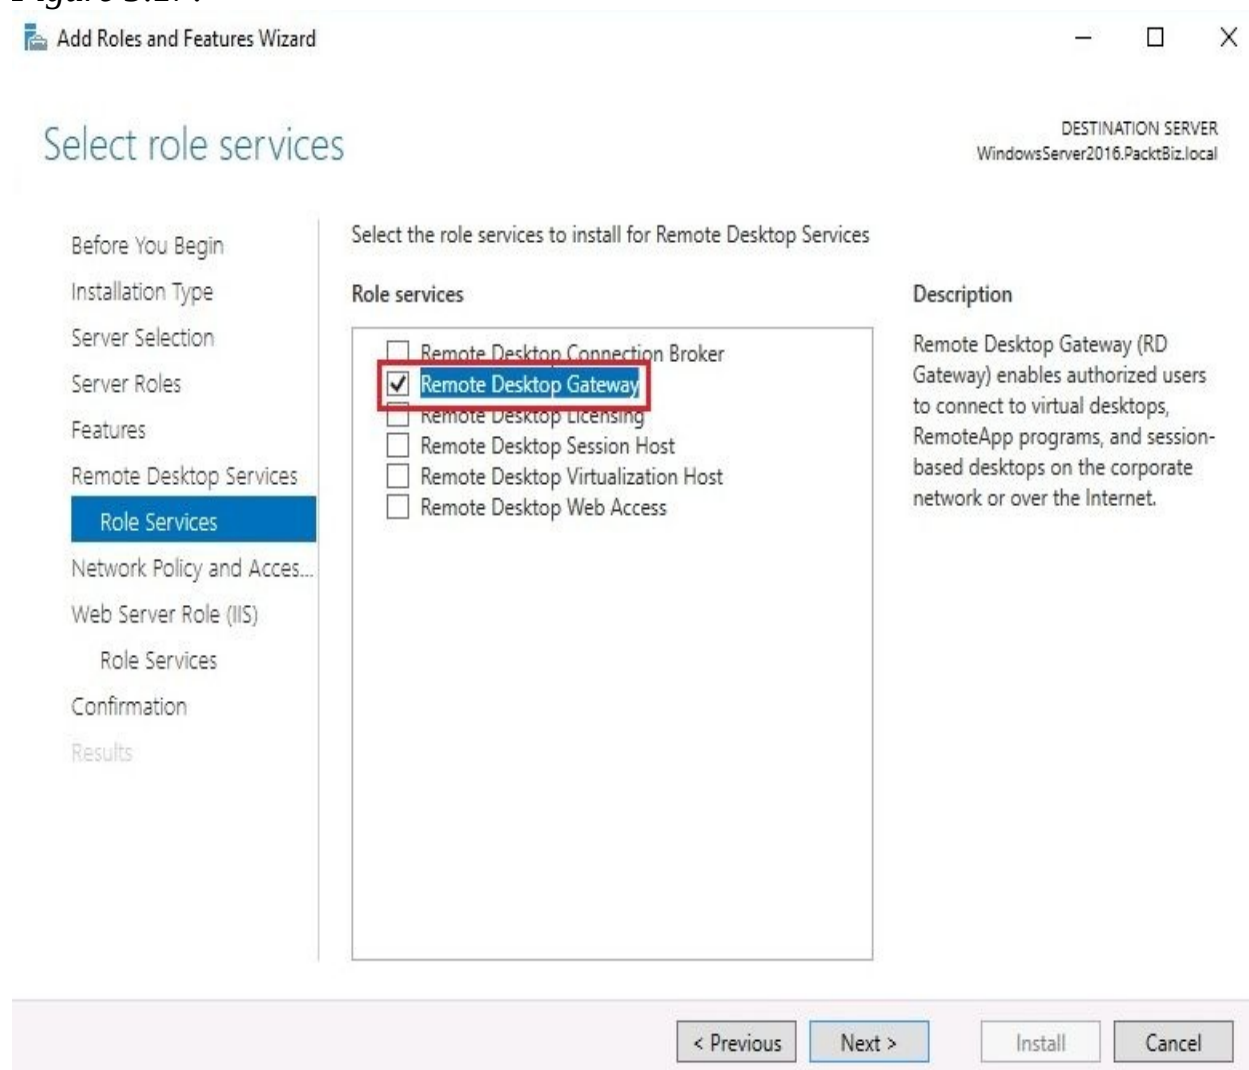 Add Roles and Features Wizard
Select role services
DESTINATION SERVER
WindowsServer2016.PacktBiz.local
Before You Begin
Installation Type
Server Selection
Server Roles
Features
Remote Desktop Services
Role Services
Network Policy and Acces...
Web Server Role (IIS)
Role Services
Confirmation
Results
Select the role services to install for Remote Desktop Services
Role services
Remote Desktop Connection Broker
Remote Desktop Gateway
Remote Desktop Licensing
Remote Desktop Session Host
Remote Desktop Virtualization Host
Remote Desktop Web Access
Description
Remote Desktop Gateway (RD
Gateway) enables authorized users
to connect to virtual desktops,
RemoteApp programs, and session-
based desktops on the corporate
network or over the Internet.
< Previous
Next >
Install
Cancel